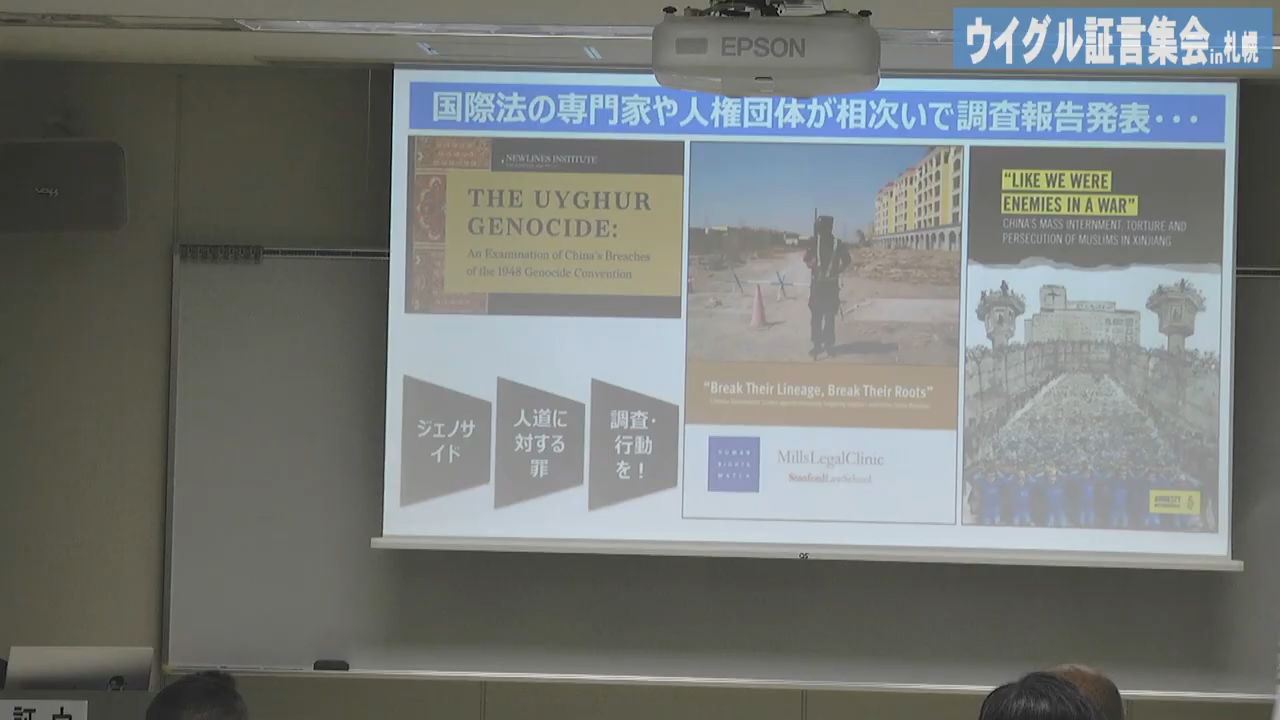 ウイグル証言集会in札幌
EPSON
国際法の専門家や人権団体が相次いで調査報告発表・・・
NEWLINES INSTITUTE
THE UYGHUR
GENOCIDE:
An Examination of China's Breaches
of the 1948 Genocide Convention
ジェノサ
イド
人道に
対する
罪
調査・
行動
を！
"Break Their Lineage, Break Their Roots"
HUMAN
RIGHTS
WATCH
MillsLegalClinic
StanfordLawSchool
"LIKE WE WERE
ENEMIES IN A WAR"
CHINA'S MASS INTERNMENT, TORTURE AND
PERSECUTION OF MUSLIMS IN XINJIANG
AMNESTY